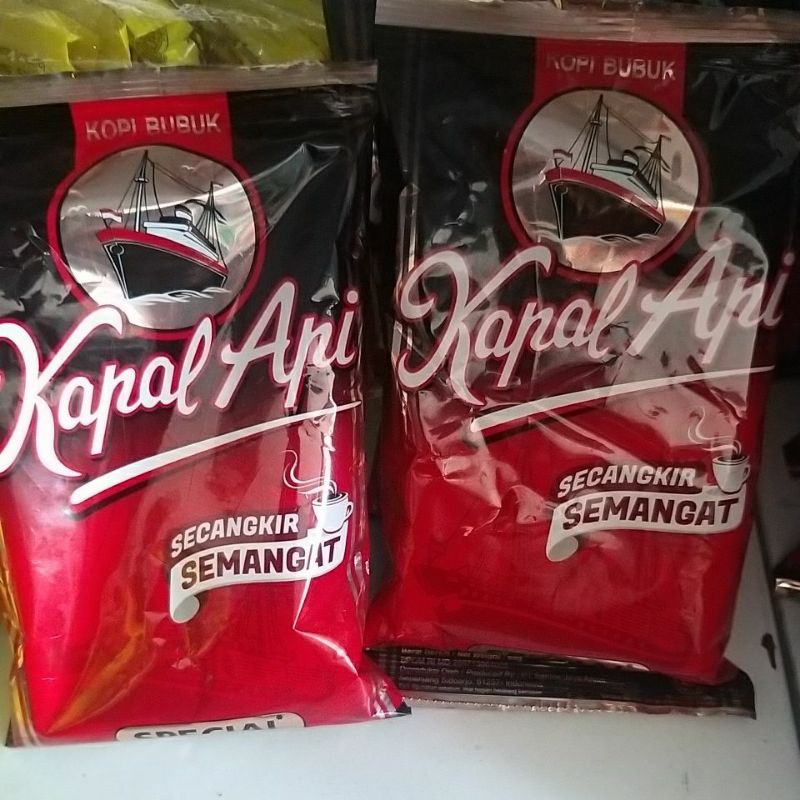 KOPI BUBUK
Kapal Api
SECANGKIR
SEMANGAT
SPECIAL
KOPI BUBUK
Kapal Api
SECANGKIR
SEMANGAT